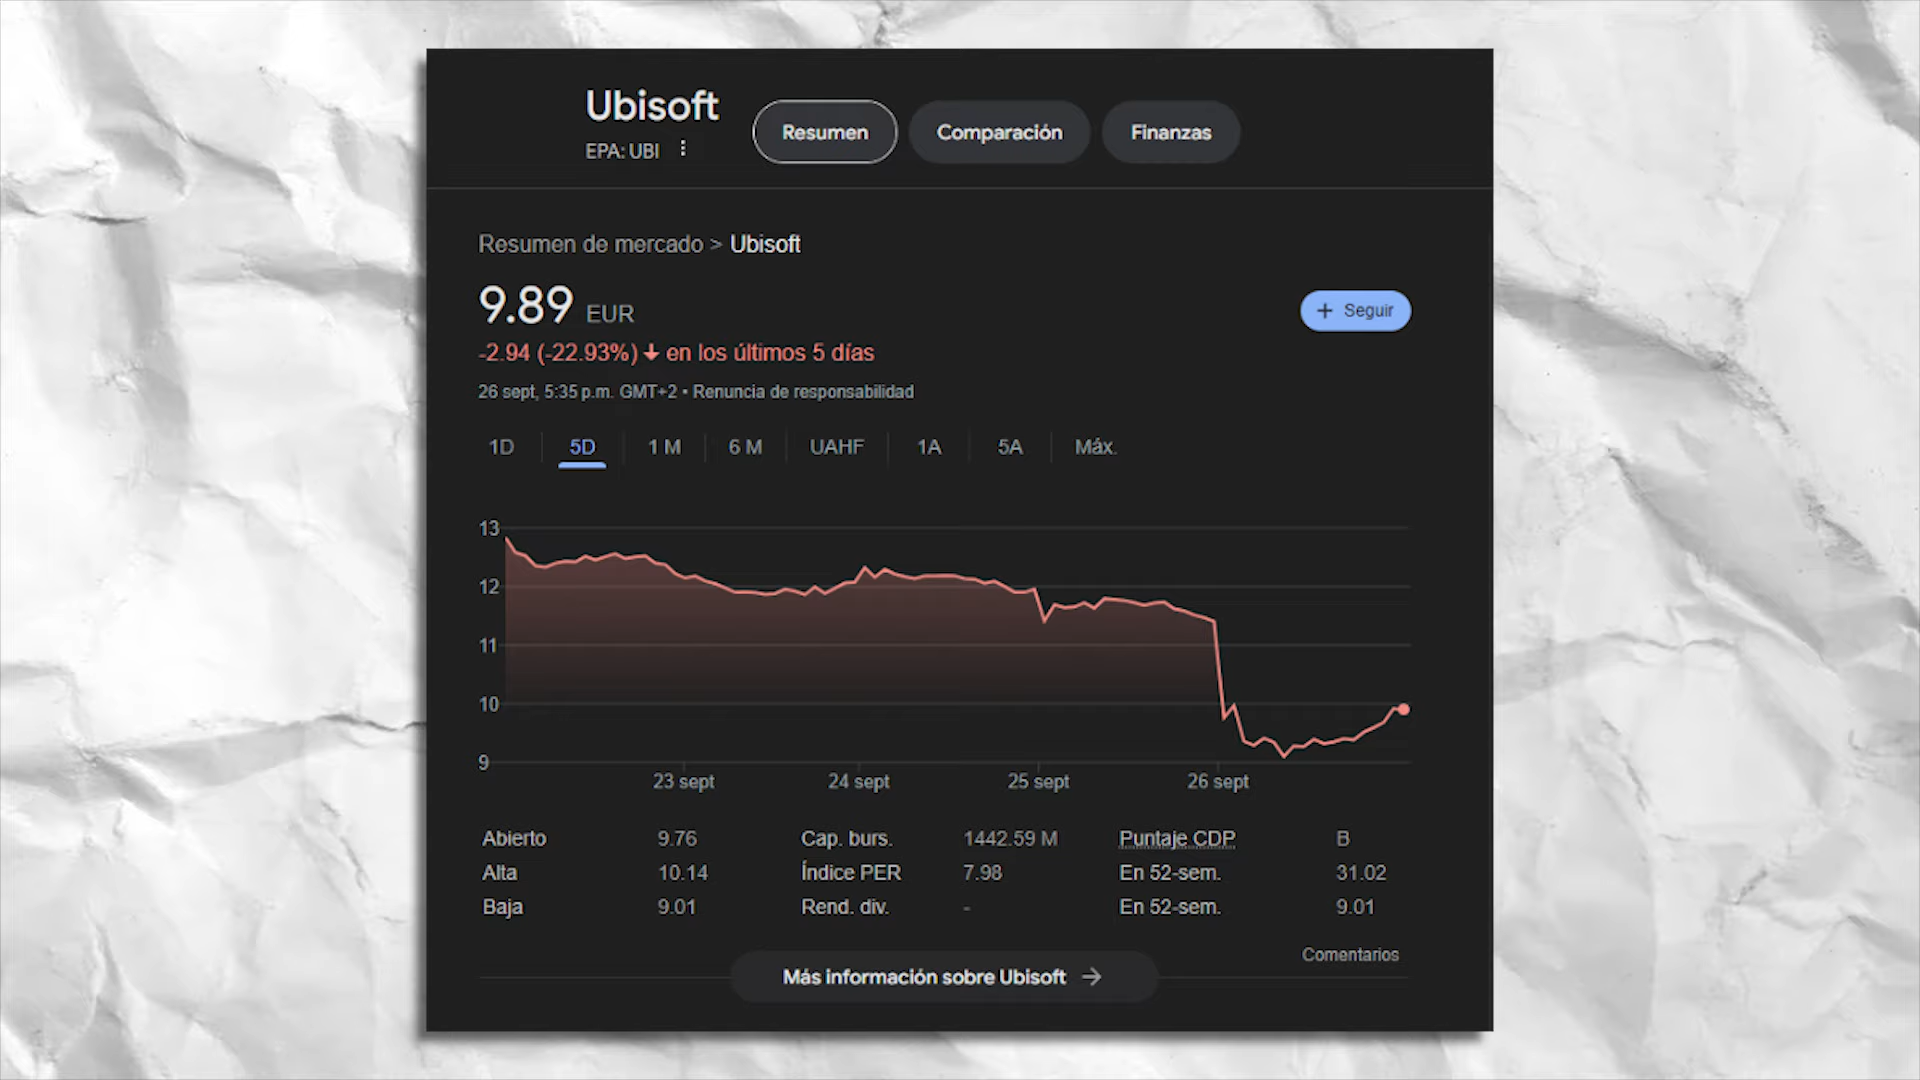 Ubisoft
EPA: UBI
Resumen
Comparación
Finanzas
Resumen de mercado > Ubisoft
9.89 EUR
+ Seguir
-2.94 (-22.93%) ↓ en los últimos 5 días
26 sept, 5:35 p.m. GMT+2 • Renuncia de responsabilidad
1D 5D 1 M 6 M UAHF 1A 5A Máx.
13
12
11
10
9
23 sept 24 sept 25 sept 26 sept
Abierto 9.76 Cap. burs. 1442.59 M Puntaje CDP B
Alta 10.14 Índice PER 7.98 En 52-sem. 31.02
Baja 9.01 Rend. div. - En 52-sem. 9.01
Comentarios
Más información sobre Ubisoft →